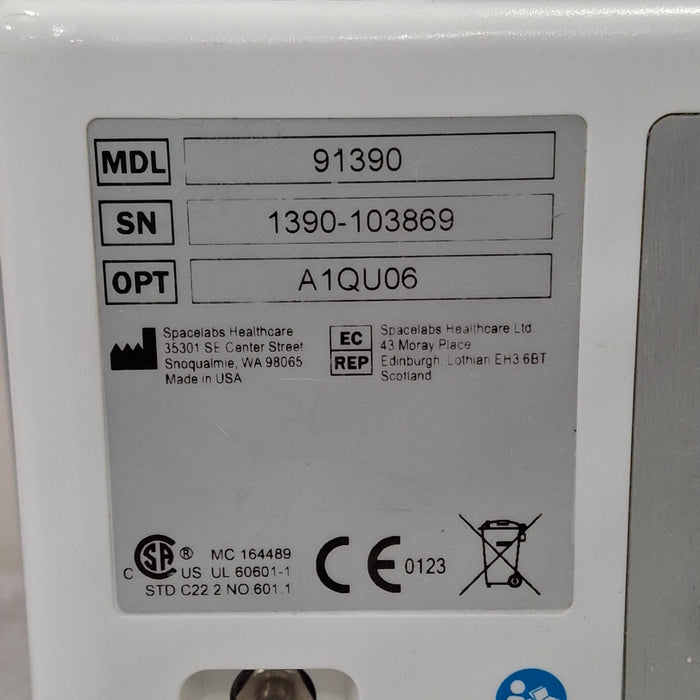 MDL 91390
SN 1390-103869
OPT A1QU06
Spacelabs Healthcare
35301 SE Center Street
Snoqualmie, WA 98065
Made in USA
EC REP
Spacelabs Healthcare Ltd.
43 Moray Place
Edinburgh, Lothian EH3 6BT
Scotland
C SA ® US
MC 164489
UL 60601-1
STD C22 2 NO 601.1
CE 0123